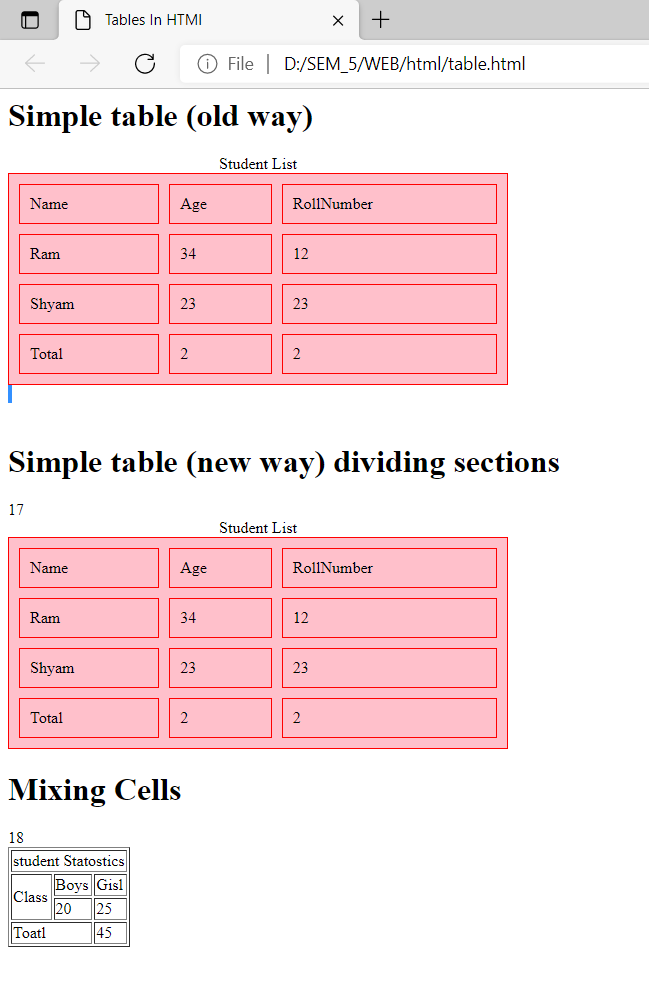 Tables In HTMl
File | D:/SEM_5/WEB/html/table.html
Simple table (old way)
Student List
Name Age RollNumber
Ram 34 12
Shyam 23 23
Total 2 2
Simple table (new way) dividing sections
17
Student List
Name Age RollNumber
Ram 34 12
Shyam 23 23
Total 2 2
Mixing Cells
18
student Statostics
Class Boys Gisl
20 25
Toatl 45